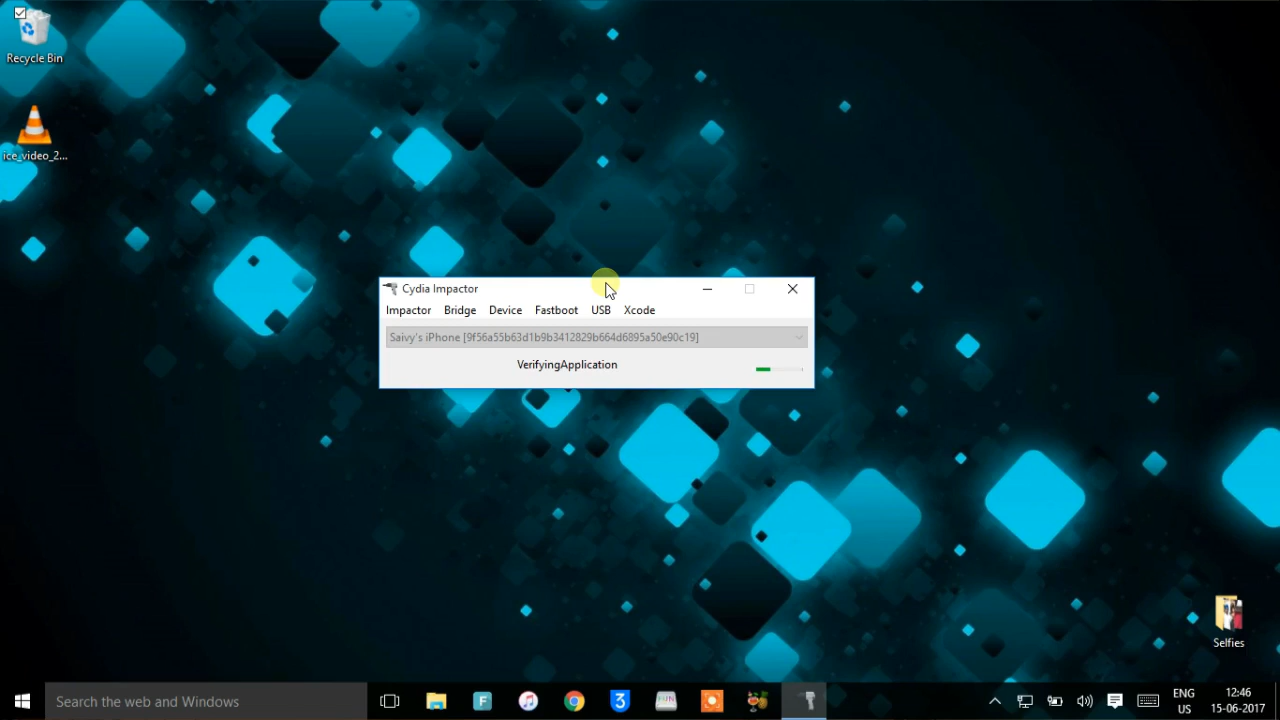 Recycle Bin
ice_video_2...
Cydia Impactor
Impactor Bridge Device Fastboot USB Xcode
Saivy's iPhone [9f56a55b63d1b9b3412829b664d6895a50e90c19]
VerifyingApplication
Selfies
Search the web and Windows
F
3
ENG
US
12:46
15-06-2017